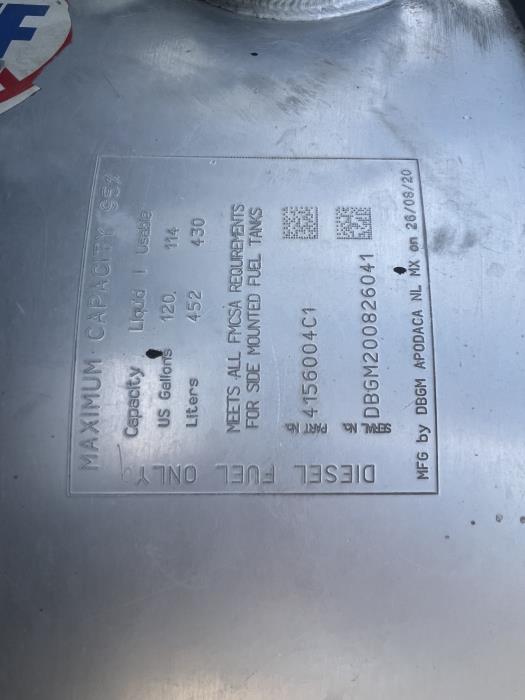 MAXIMUM CAPACITY 95%
Capacity Liquid | Usable
US Gallons 120. 114
Liters 452 430
MEETS ALL FMCSA REQUIREMENTS
FOR SIDE MOUNTED FUEL TANKS
PART № 4156004C1
SERIAL № DBGM200826041
MFG by DBGM APODACA NL MX on 26/08/20
DIESEL FUEL ONLY
F